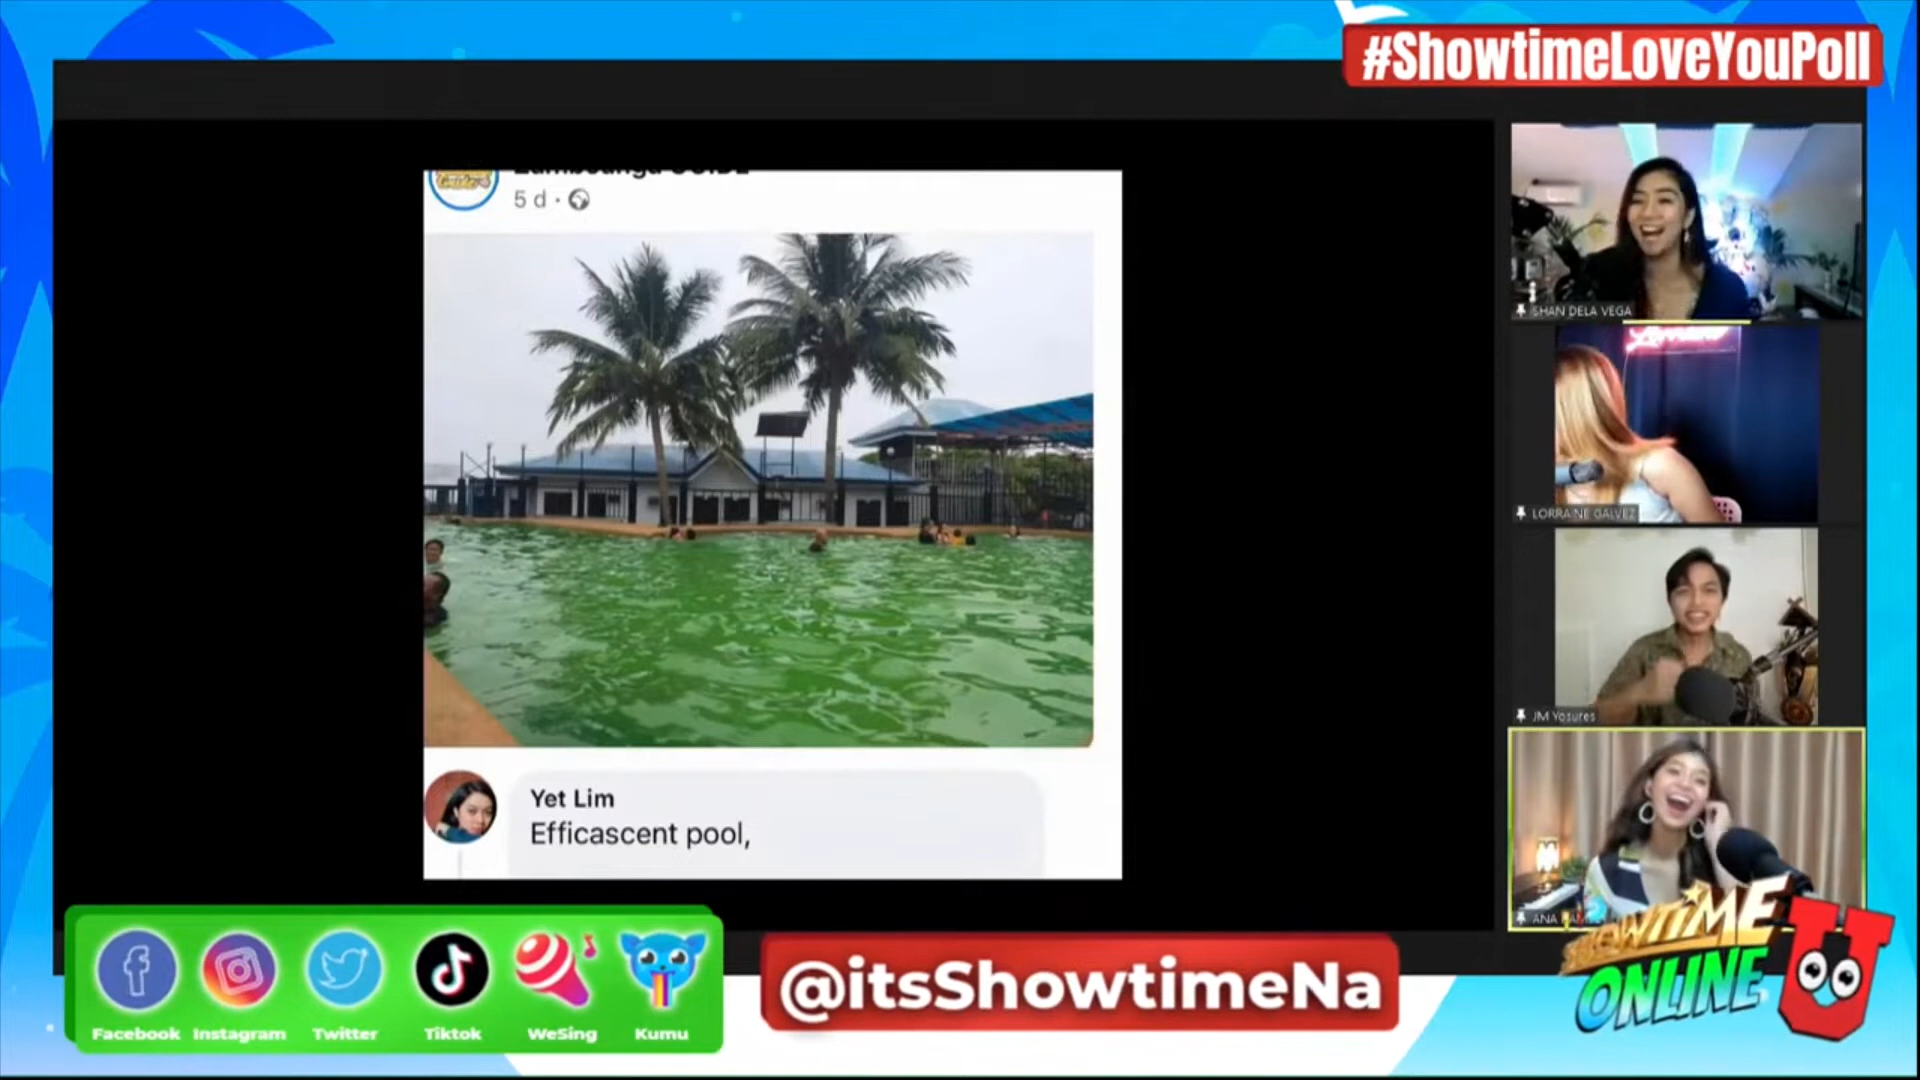 #ShowtimeLoveYouPoll
5 d
Yet Lim
Efficascent pool,
SHAN DELA VEGA
LORRAINE GALVEZ
JM Yosures
ANA
Facebook
Instagram
Twitter
Tiktok
WeSing
Kumu
@itsShowtimeNa
SHOWTIME
ONLINE
U